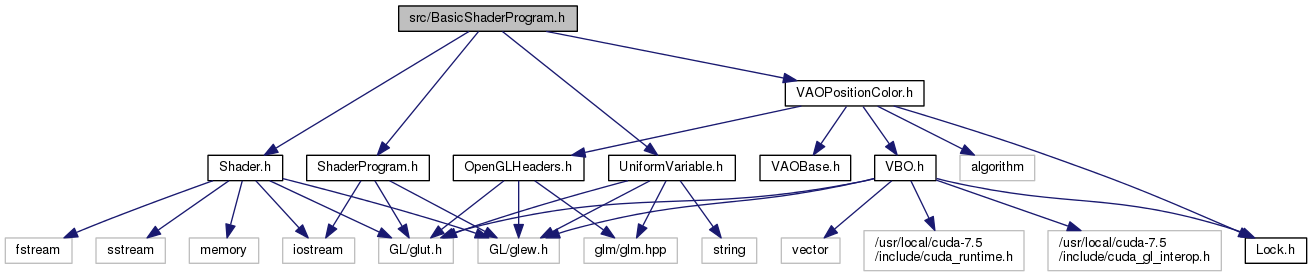 src/BasicShaderProgram.h
VAOPositionColor.h
Shader.h
ShaderProgram.h
OpenGLHeaders.h
UniformVariable.h
VAOBase.h
VBO.h
algorithm
fstream
sstream
memory
iostream
GL/glut.h
GL/glew.h
glm/glm.hpp
string
vector
/usr/local/cuda-7.5
/include/cuda_runtime.h
/usr/local/cuda-7.5
/include/cuda_gl_interop.h
Lock.h